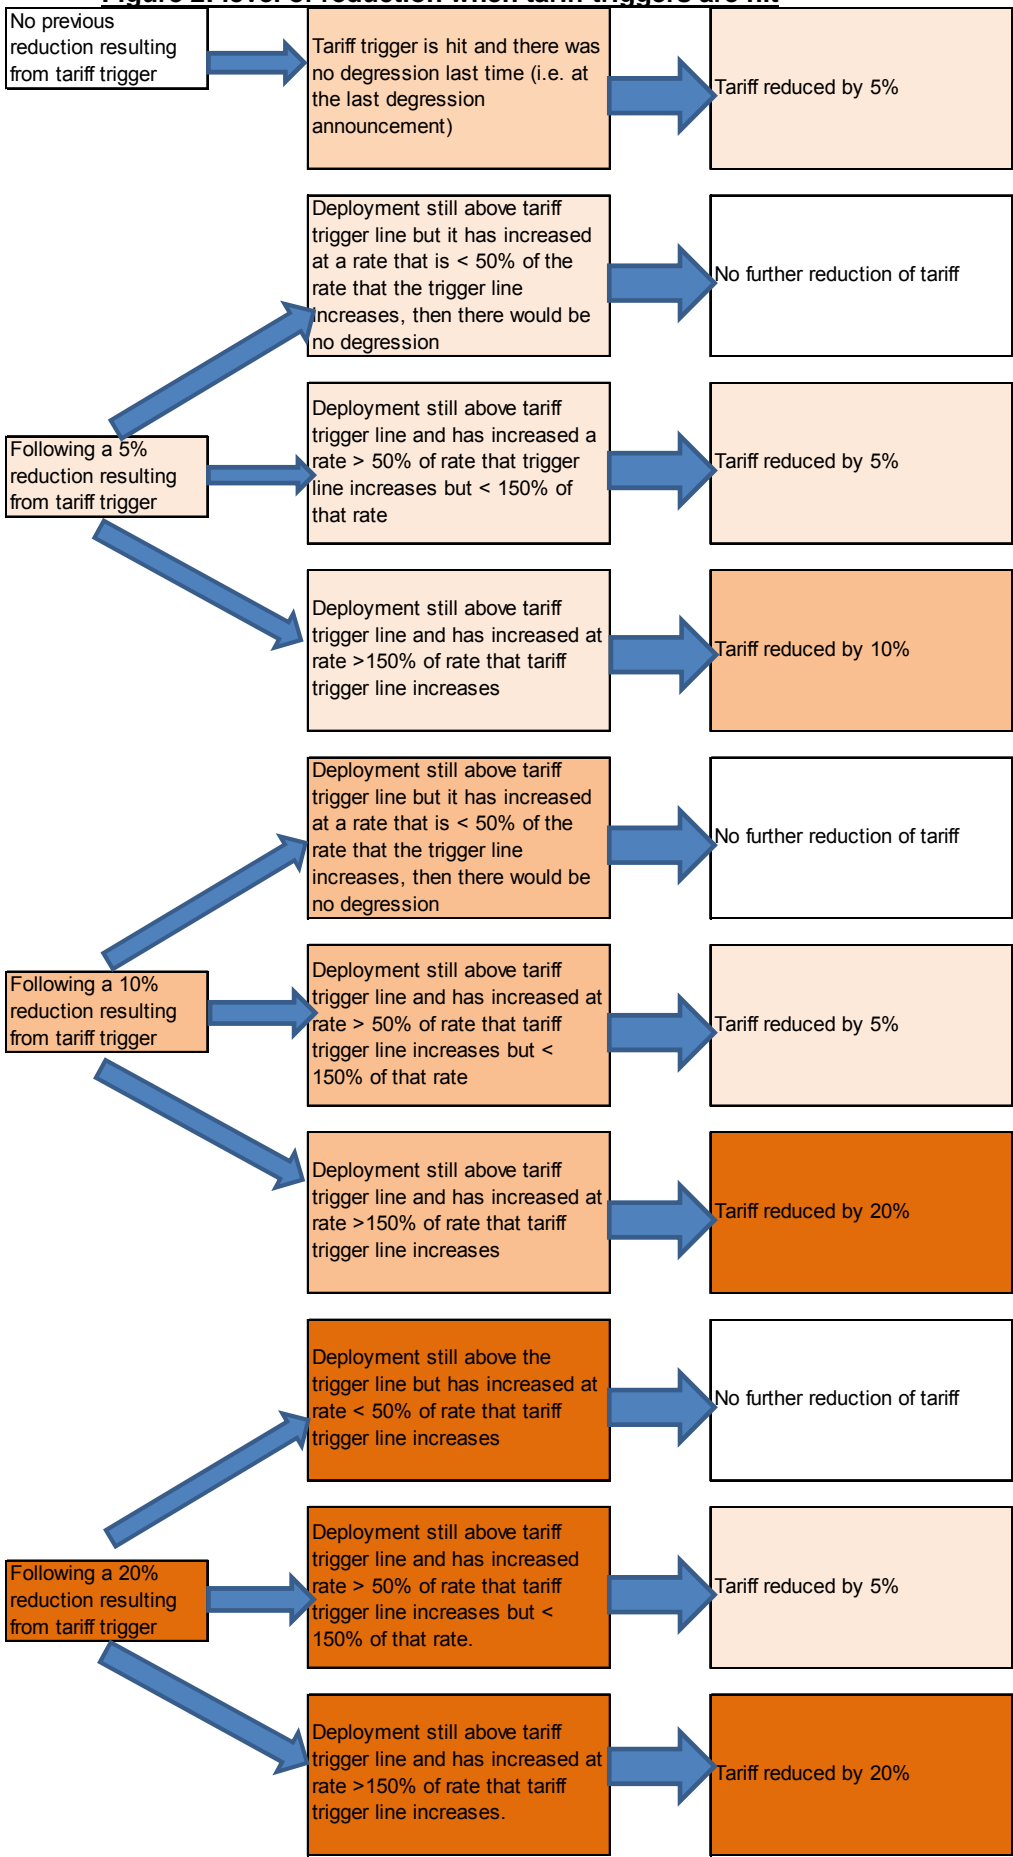 Figure 2: level of reduction when tariff triggers are hit
No previous
reduction resulting
from tariff trigger
Tariff trigger is hit and there was
no degression last time (i.e. at
the last degression
announcement)
Tariff reduced by 5%
Deployment still above tariff
trigger line but it has increased
at a rate that is < 50% of the
rate that the trigger line
increases, then there would be
no degression
No further reduction of tariff
Following a 5%
reduction resulting
from tariff trigger
Deployment still above tariff
trigger line and has increased a
rate > 50% of rate that trigger
line increases but < 150% of
that rate
Tariff reduced by 5%
Deployment still above tariff
trigger line and has increased at
rate >150% of rate that tariff
trigger line increases
Tariff reduced by 10%
Deployment still above tariff
trigger line but it has increased
at a rate that is < 50% of the
rate that the trigger line
increases, then there would be
no degression
No further reduction of tariff
Following a 10%
reduction resulting
from tariff trigger
Deployment still above tariff
trigger line and has increased at
rate > 50% of rate that tariff
trigger line increases but <
150% of that rate
Tariff reduced by 5%
Deployment still above tariff
trigger line and has increased at
rate >150% of rate that tariff
trigger line increases
Tariff reduced by 20%
Deployment still above the
trigger line but has increased at
rate < 50% of rate that tariff
trigger line increases
No further reduction of tariff
Following a 20%
reduction resulting
from tariff trigger
Deployment still above tariff
trigger line and has increased
rate > 50% of rate that tariff
trigger line increases but <
150% of that rate.
Tariff reduced by 5%
Deployment still above tariff
trigger line and has increased at
rate >150% of rate that tariff
trigger line increases.
Tariff reduced by 20%